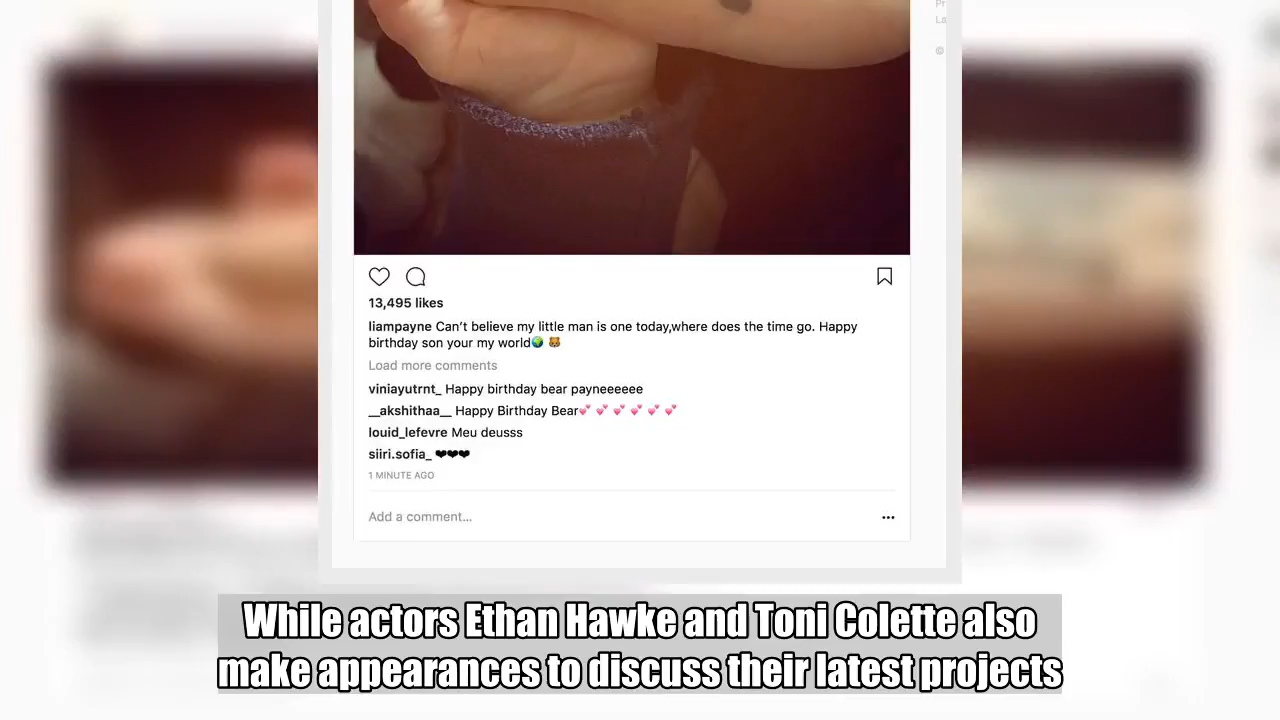 Pr
La
©
13,495 likes
liampayne Can't believe my little man is one today,where does the time go. Happy
birthday son your my world🌍 🐻
Load more comments
viniayutrnt_ Happy birthday bear payneeeeee
__akshithaa__ Happy Birthday Bear💕 💕 💕 💕 💕 💕
louid_lefevre Meu deusss
siiri.sofia_ ❤❤❤
1 MINUTE AGO
Add a comment...
While actors Ethan Hawke and Toni Colette also
make appearances to discuss their latest projects